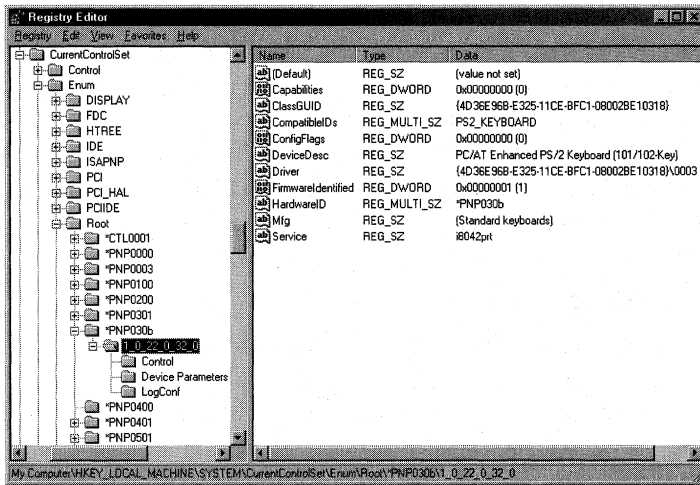 Registry Editor
Registry Edit View Favorites Help
CurrentControlSet
Control
Enum
DISPLAY
FDC
HTREE
IDE
ISAPNP
PCI
PCI_HAL
PCIIDE
Root
*CTL0001
*PNP0000
*PNP0003
*PNP0100
*PNP0200
*PNP0301
*PNP030b
1_0_22_0_32_0
Control
Device Parameters
LogConf
*PNP0400
*PNP0401
*PNP0501
Name Type Data
(Default) REG_SZ (value not set)
Capabilities REG_DWORD 0x00000000 (0)
ClassGUID REG_SZ {4D36E96B-E325-11CE-BFC1-08002BE10318}
CompatibleIDs REG_MULTI_SZ PS2_KEYBOARD
ConfigFlags REG_DWORD 0x00000000 (0)
DeviceDesc REG_SZ PC/AT Enhanced PS/2 Keyboard (101/102-Key)
Driver REG_SZ {4D36E96B-E325-11CE-BFC1-08002BE10318}\0003
FirmwareIdentified REG_DWORD 0x00000001 (1)
HardwareID REG_MULTI_SZ *PNP030b
Mfg REG_SZ (Standard keyboards)
Service REG_SZ i8042prt
My Computer\HKEY_LOCAL_MACHINE\SYSTEM\CurrentControlSet\Enum\Root\*PNP030b\1_0_22_0_32_0